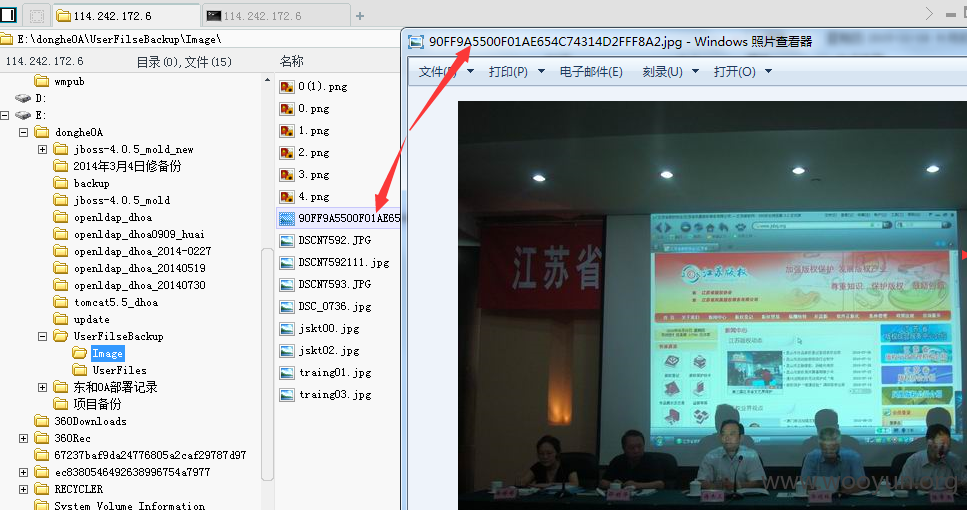 114.242.172.6
114.242.172.6
E:\dongheOA\UserFilseBackup\Image\
114.242.172.6
目录(0),文件(15)
名称
wmpub
D:
E:
dongheOA
jboss-4.0.5_mold_new
2014年3月4日修备份
backup
jboss-4.0.5_mold
openldap_dhoa
openldap_dhoa0909_huai
openldap_dhoa_2014-0227
openldap_dhoa_20140519
openldap_dhoa_20140730
tomcat5.5_dhoa
update
UserFilseBackup
Image
UserFiles
东和OA部署记录
项目备份
360Downloads
360Rec
67237baf9da24776805a2caf29787d97
ec8380546492638996754a7977
RECYCLER
System Volume Information
0(1).png
0.png
1.png
2.png
3.png
4.png
90FF9A5500F01AE65
DSCN7592.JPG
DSCN7592111.jpg
DSCN7593.JPG
DSC_0736.jpg
jskt00.jpg
jskt02.jpg
traing01.jpg
traing03.jpg
90FF9A5500F01AE654C74314D2FFF8A2.jpg - Windows 照片查看器
文件(F)
打印(P)
电子邮件(E)
刻录(U)
打开(O)
江苏省
江苏版权
加强版权保护 发展版权产业
尊重知识，保护版权
新闻中心
江苏版权动态
www.wooyun.org